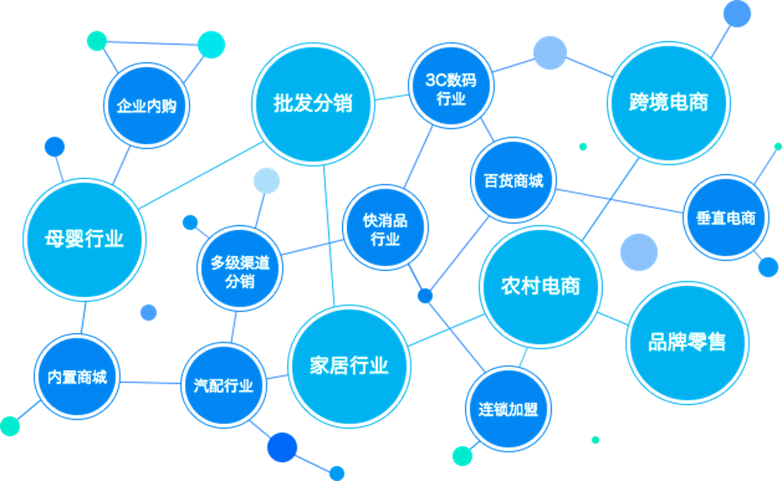 3C数码
行业
批发分销
跨境电商
企业内购
百货商城
快消品
行业
垂直电商
母婴行业
多级渠道
分销
农村电商
品牌零售
家居行业
内置商城
汽配行业
连锁加盟